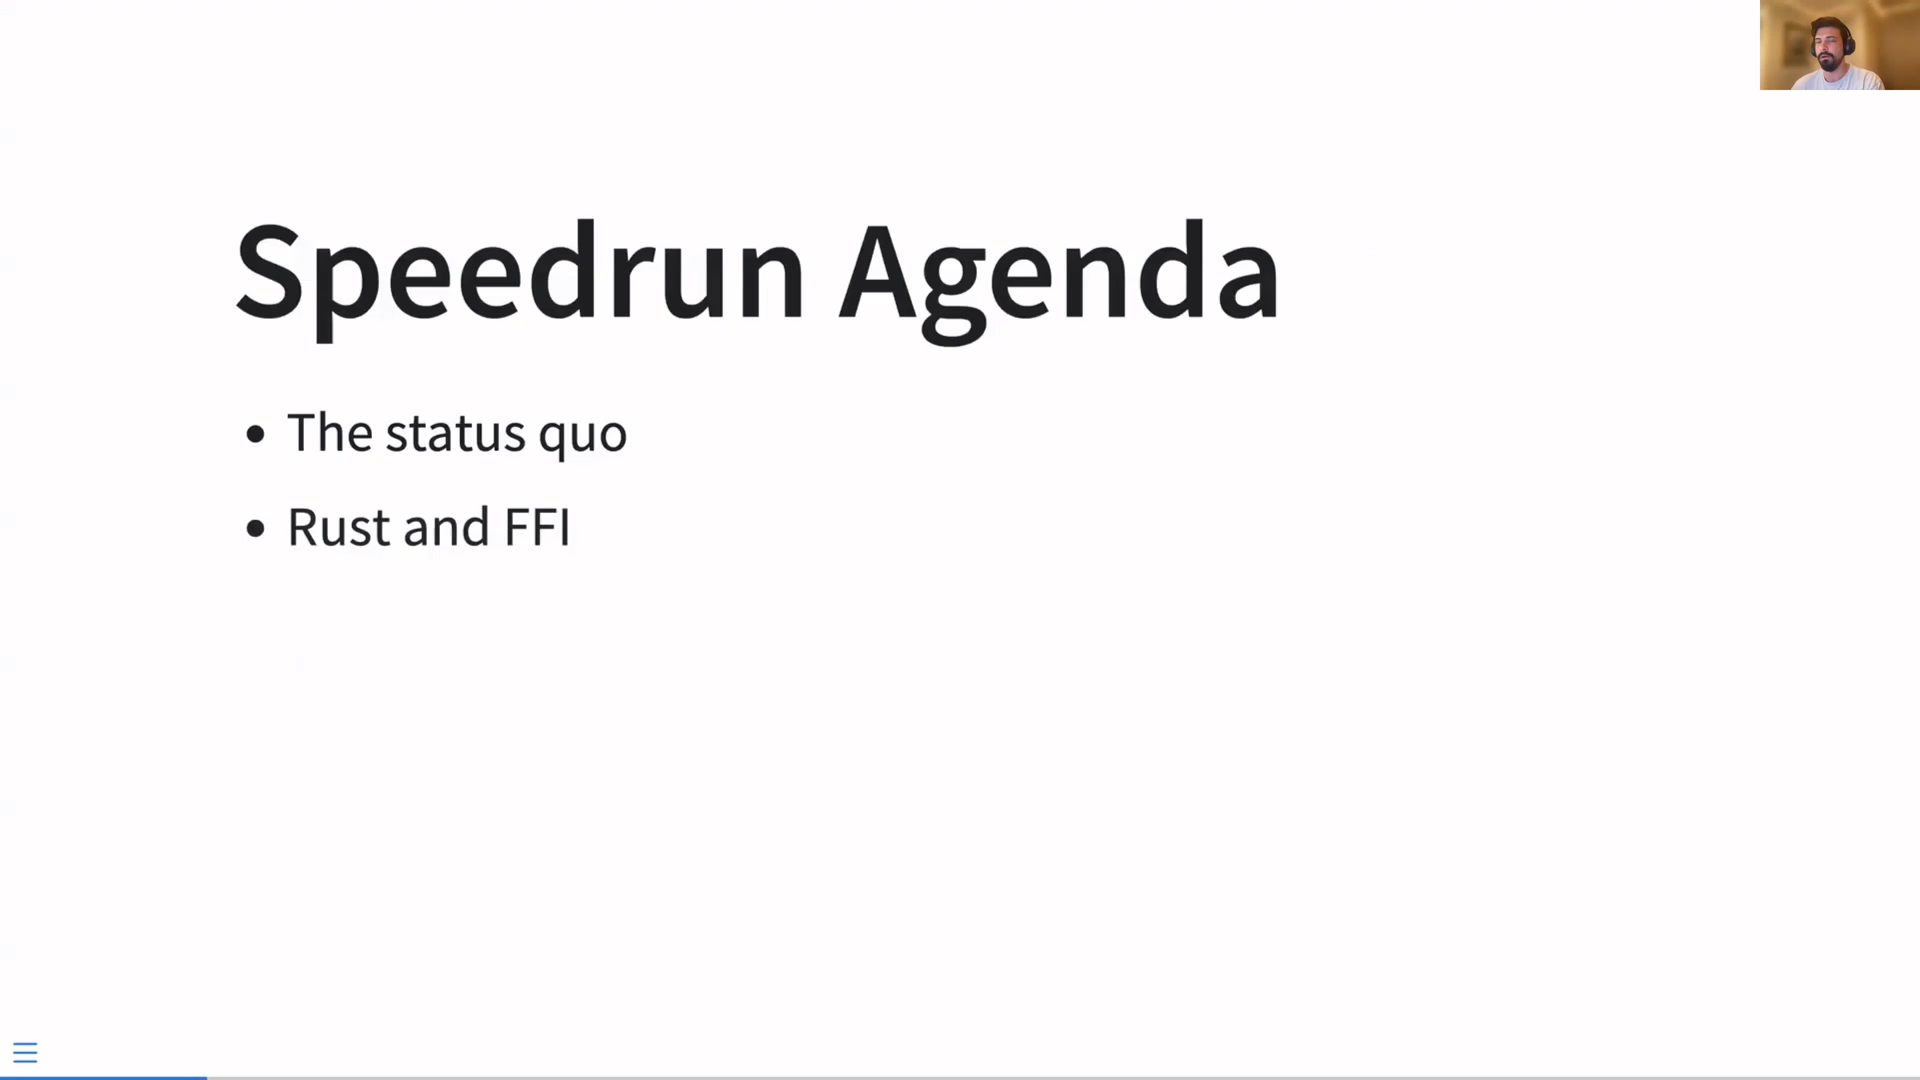 Speedrun Agenda
• The status quo
• Rust and FFI